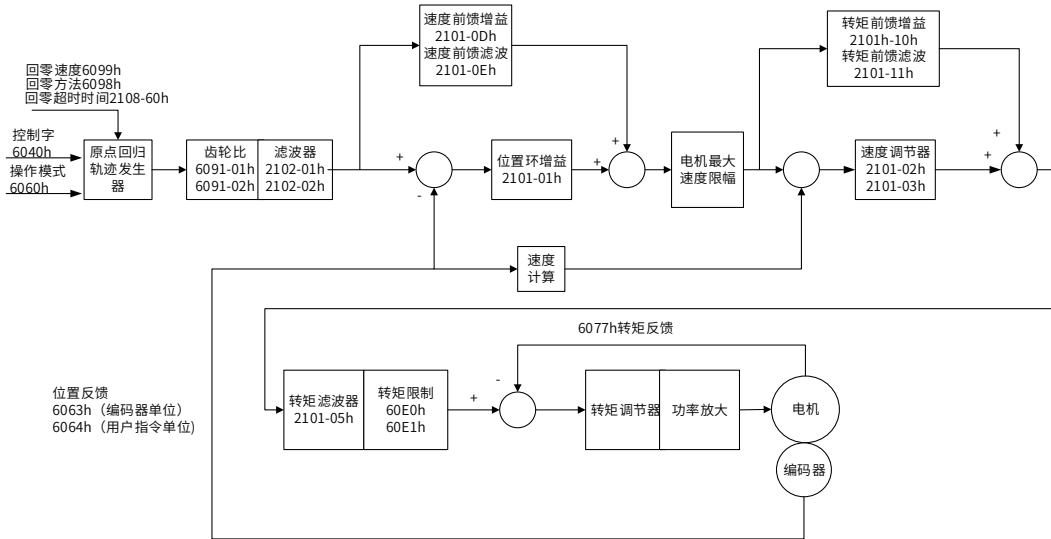 速度前馈增益
2101-0Dh
速度前馈滤波
2101-0Eh
转矩前馈增益
2101h-10h
转矩前馈滤波
2101-11h
回零速度6099h
回零方法6098h
回零超时时间2108-60h
控制字
6040h
操作模式
6060h
原点回归
轨迹发生
器
齿轮比
6091-01h
6091-02h
滤波器
2102-01h
2102-02h
+
-
位置环增益
2101-01h
+
+
电机最大
速度限幅
速度调节器
2101-02h
2101-03h
+
+
速度
计算
6077h转矩反馈
位置反馈
6063h（编码器单位）
6064h（用户指令单位)
转矩滤波器
2101-05h
转矩限制
60E0h
60E1h
+
-
转矩调节器
功率放大
电机
编码器